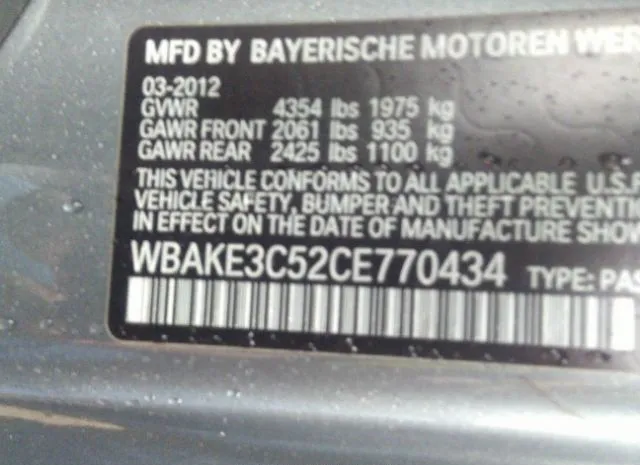 MFD BY BAYERISCHE MOTOREN WER
03-2012
GVWR 4354 lbs 1975 kg
GAWR FRONT 2061 lbs 935 kg
GAWR REAR 2425 lbs 1100 kg
THIS VEHICLE CONFORMS TO ALL APPLICABLE U.S.F
VEHICLE SAFETY, BUMPER AND THEFT PREVENTI
IN EFFECT ON THE DATE OF MANUFACTURE SHOW
WBAKE3C52CE770434 TYPE: PAS